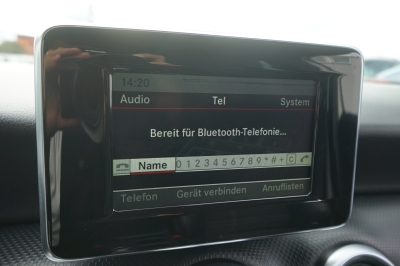 14:20
Audio Tel System
Bereit für Bluetooth-Telefonie...
Name 0 1 2 3 4 5 6 7 8 9 * # + C
Telefon Gerät verbinden Anruflisten